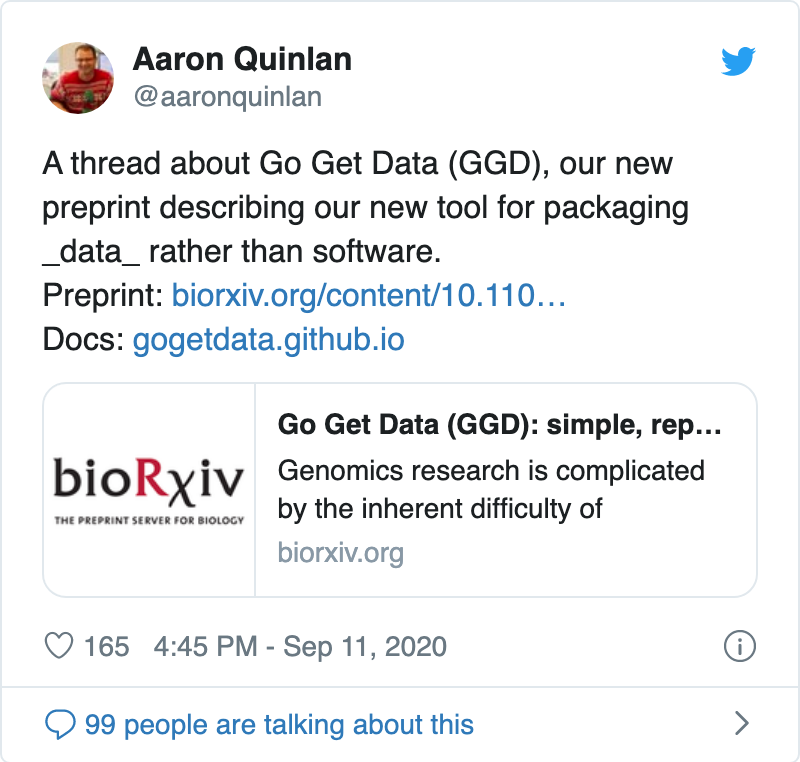 Aaron Quinlan
@aaronquinlan
A thread about Go Get Data (GGD), our new
preprint describing our new tool for packaging
_data_ rather than software.
Preprint: biorxiv.org/content/10.110…
Docs: gogetdata.github.io
bioRxiv
THE PREPRINT SERVER FOR BIOLOGY
Go Get Data (GGD): simple, rep…
Genomics research is complicated
by the inherent difficulty of
biorxiv.org
165 4:45 PM - Sep 11, 2020
99 people are talking about this